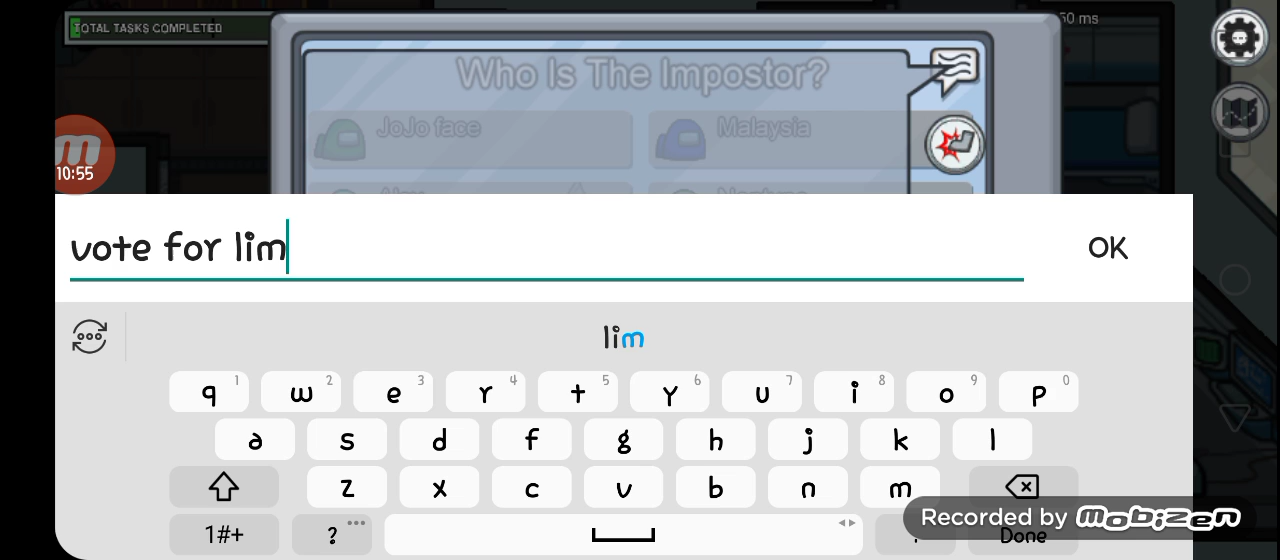 TOTAL TASKS COMPLETED
50 ms
Who Is The Impostor?
JoJo face
Malaysia
10:55
vote for lim
OK
lim
q 1 w 2 e 3 r 4 t 5 y 6 u 7 i 8 o 9 p 0
a s d f g h j k l
z x c v b n m
1#+ ? Done
Recorded by mobizen